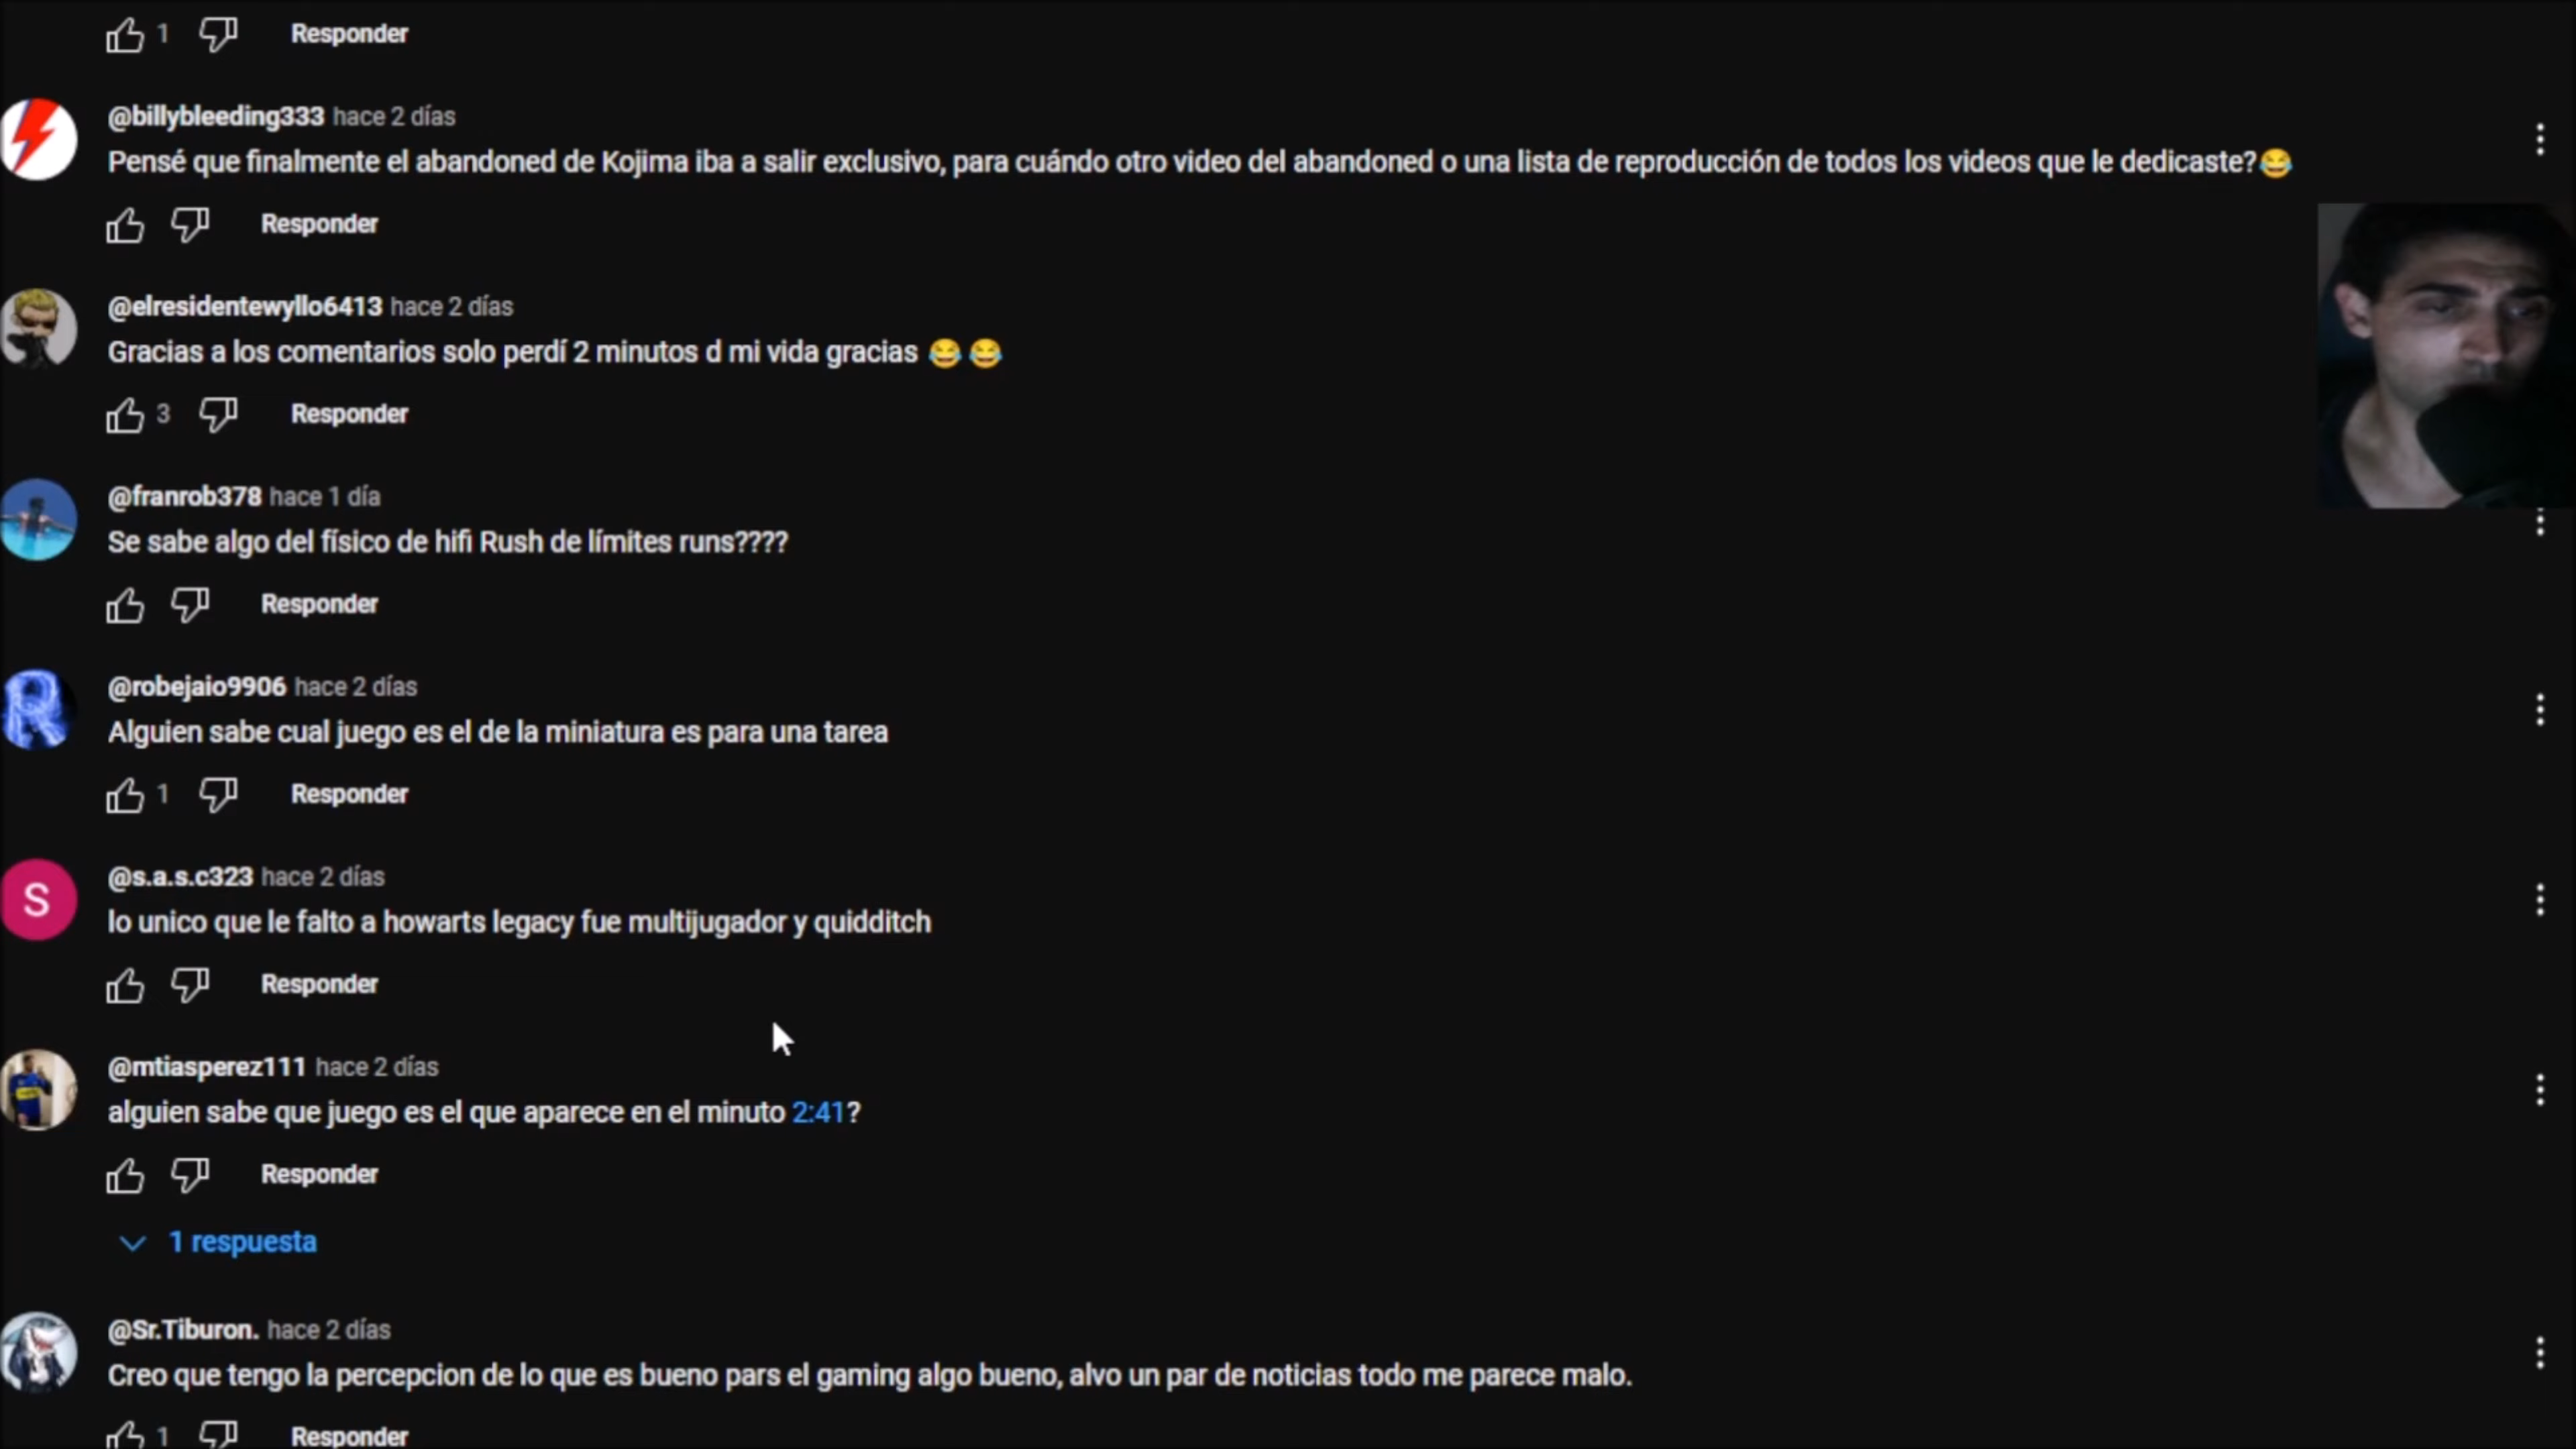 1 Responder
@billybleeding333 hace 2 días
Pensé que finalmente el abandoned de Kojima iba a salir exclusivo, para cuándo otro video del abandoned o una lista de reproducción de todos los videos que le dedicaste?😂
Responder
@elresidentewyllo6413 hace 2 días
Gracias a los comentarios solo perdí 2 minutos d mi vida gracias 😂😂
3 Responder
@franrob378 hace 1 día
Se sabe algo del físico de hifi Rush de límites runs????
Responder
R
@robejaio9906 hace 2 días
Alguien sabe cual juego es el de la miniatura es para una tarea
1 Responder
S
@s.a.s.c323 hace 2 días
lo unico que le falto a howarts legacy fue multijugador y quidditch
Responder
@mtiasperez111 hace 2 días
alguien sabe que juego es el que aparece en el minuto 2:41?
Responder
1 respuesta
@Sr.Tiburon. hace 2 días
Creo que tengo la percepcion de lo que es bueno pars el gaming algo bueno, alvo un par de noticias todo me parece malo.
1 Responder